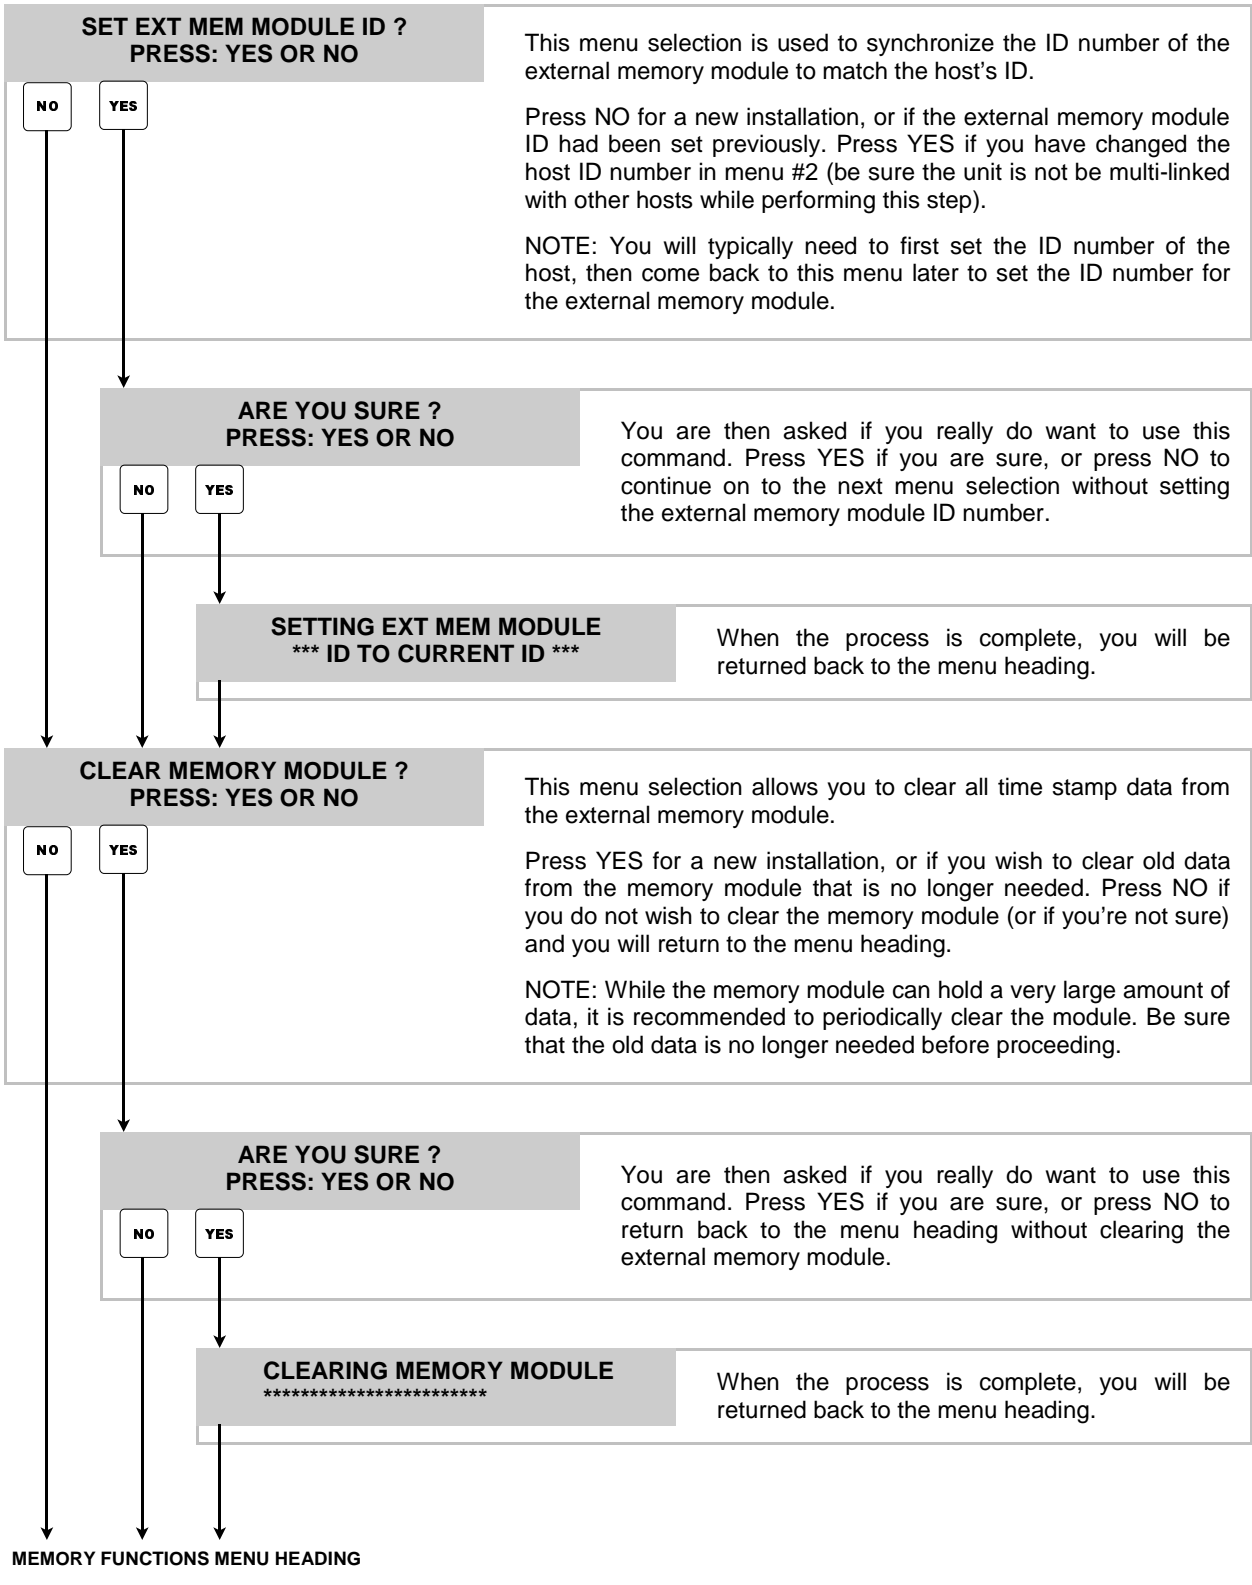 SET EXT MEM MODULE ID ?
PRESS: YES OR NO
NO
YES
This menu selection is used to synchronize the ID number of the
external memory module to match the host's ID.
Press NO for a new installation, or if the external memory module
ID had been set previously. Press YES if you have changed the
host ID number in menu #2 (be sure the unit is not be multi-linked
with other hosts while performing this step).
NOTE: You will typically need to first set the ID number of the
host, then come back to this menu later to set the ID number for
the external memory module.
ARE YOU SURE ?
PRESS: YES OR NO
NO
YES
You are then asked if you really do want to use this
command. Press YES if you are sure, or press NO to
continue on to the next menu selection without setting
the external memory module ID number.
SETTING EXT MEM MODULE
*** ID TO CURRENT ID ***
When the process is complete, you will be
returned back to the menu heading.
CLEAR MEMORY MODULE ?
PRESS: YES OR NO
NO
YES
This menu selection allows you to clear all time stamp data from
the external memory module.
Press YES for a new installation, or if you wish to clear old data
from the memory module that is no longer needed. Press NO if
you do not wish to clear the memory module (or if you're not sure)
and you will return to the menu heading.
NOTE: While the memory module can hold a very large amount of
data, it is recommended to periodically clear the module. Be sure
that the old data is no longer needed before proceeding.
ARE YOU SURE ?
PRESS: YES OR NO
NO
YES
You are then asked if you really do want to use this
command. Press YES if you are sure, or press NO to
return back to the menu heading without clearing the
external memory module.
CLEARING MEMORY MODULE
************************
When the process is complete, you will be
returned back to the menu heading.
MEMORY FUNCTIONS MENU HEADING